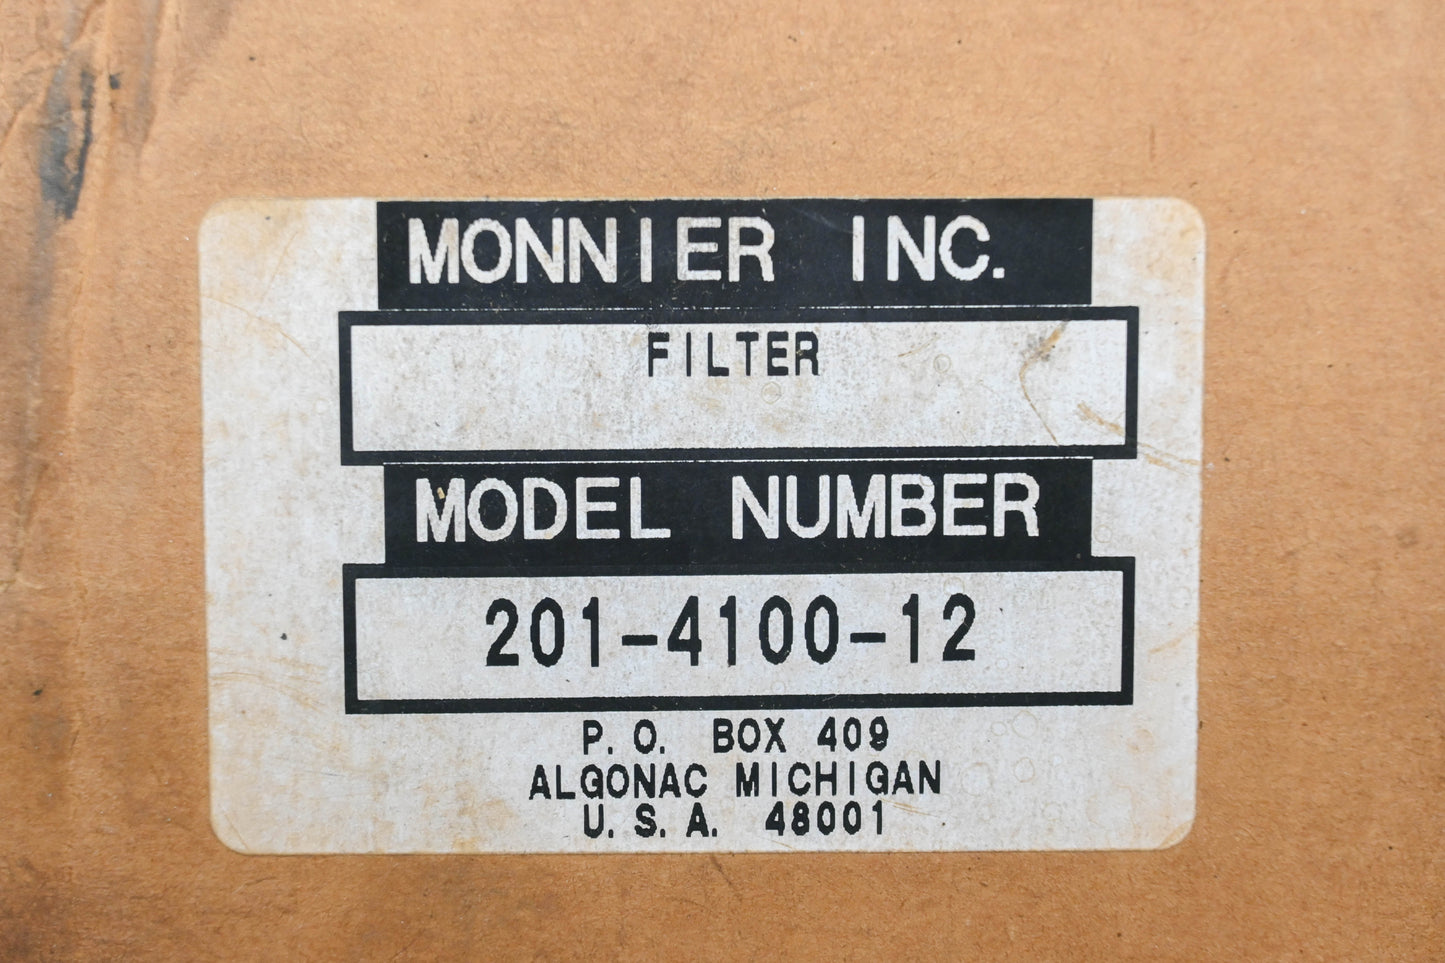 MONNIER INC.
FILTER
MODEL NUMBER
201-4100-12
P.O. BOX 409
ALGONAC MICHIGAN
U.S.A. 48001